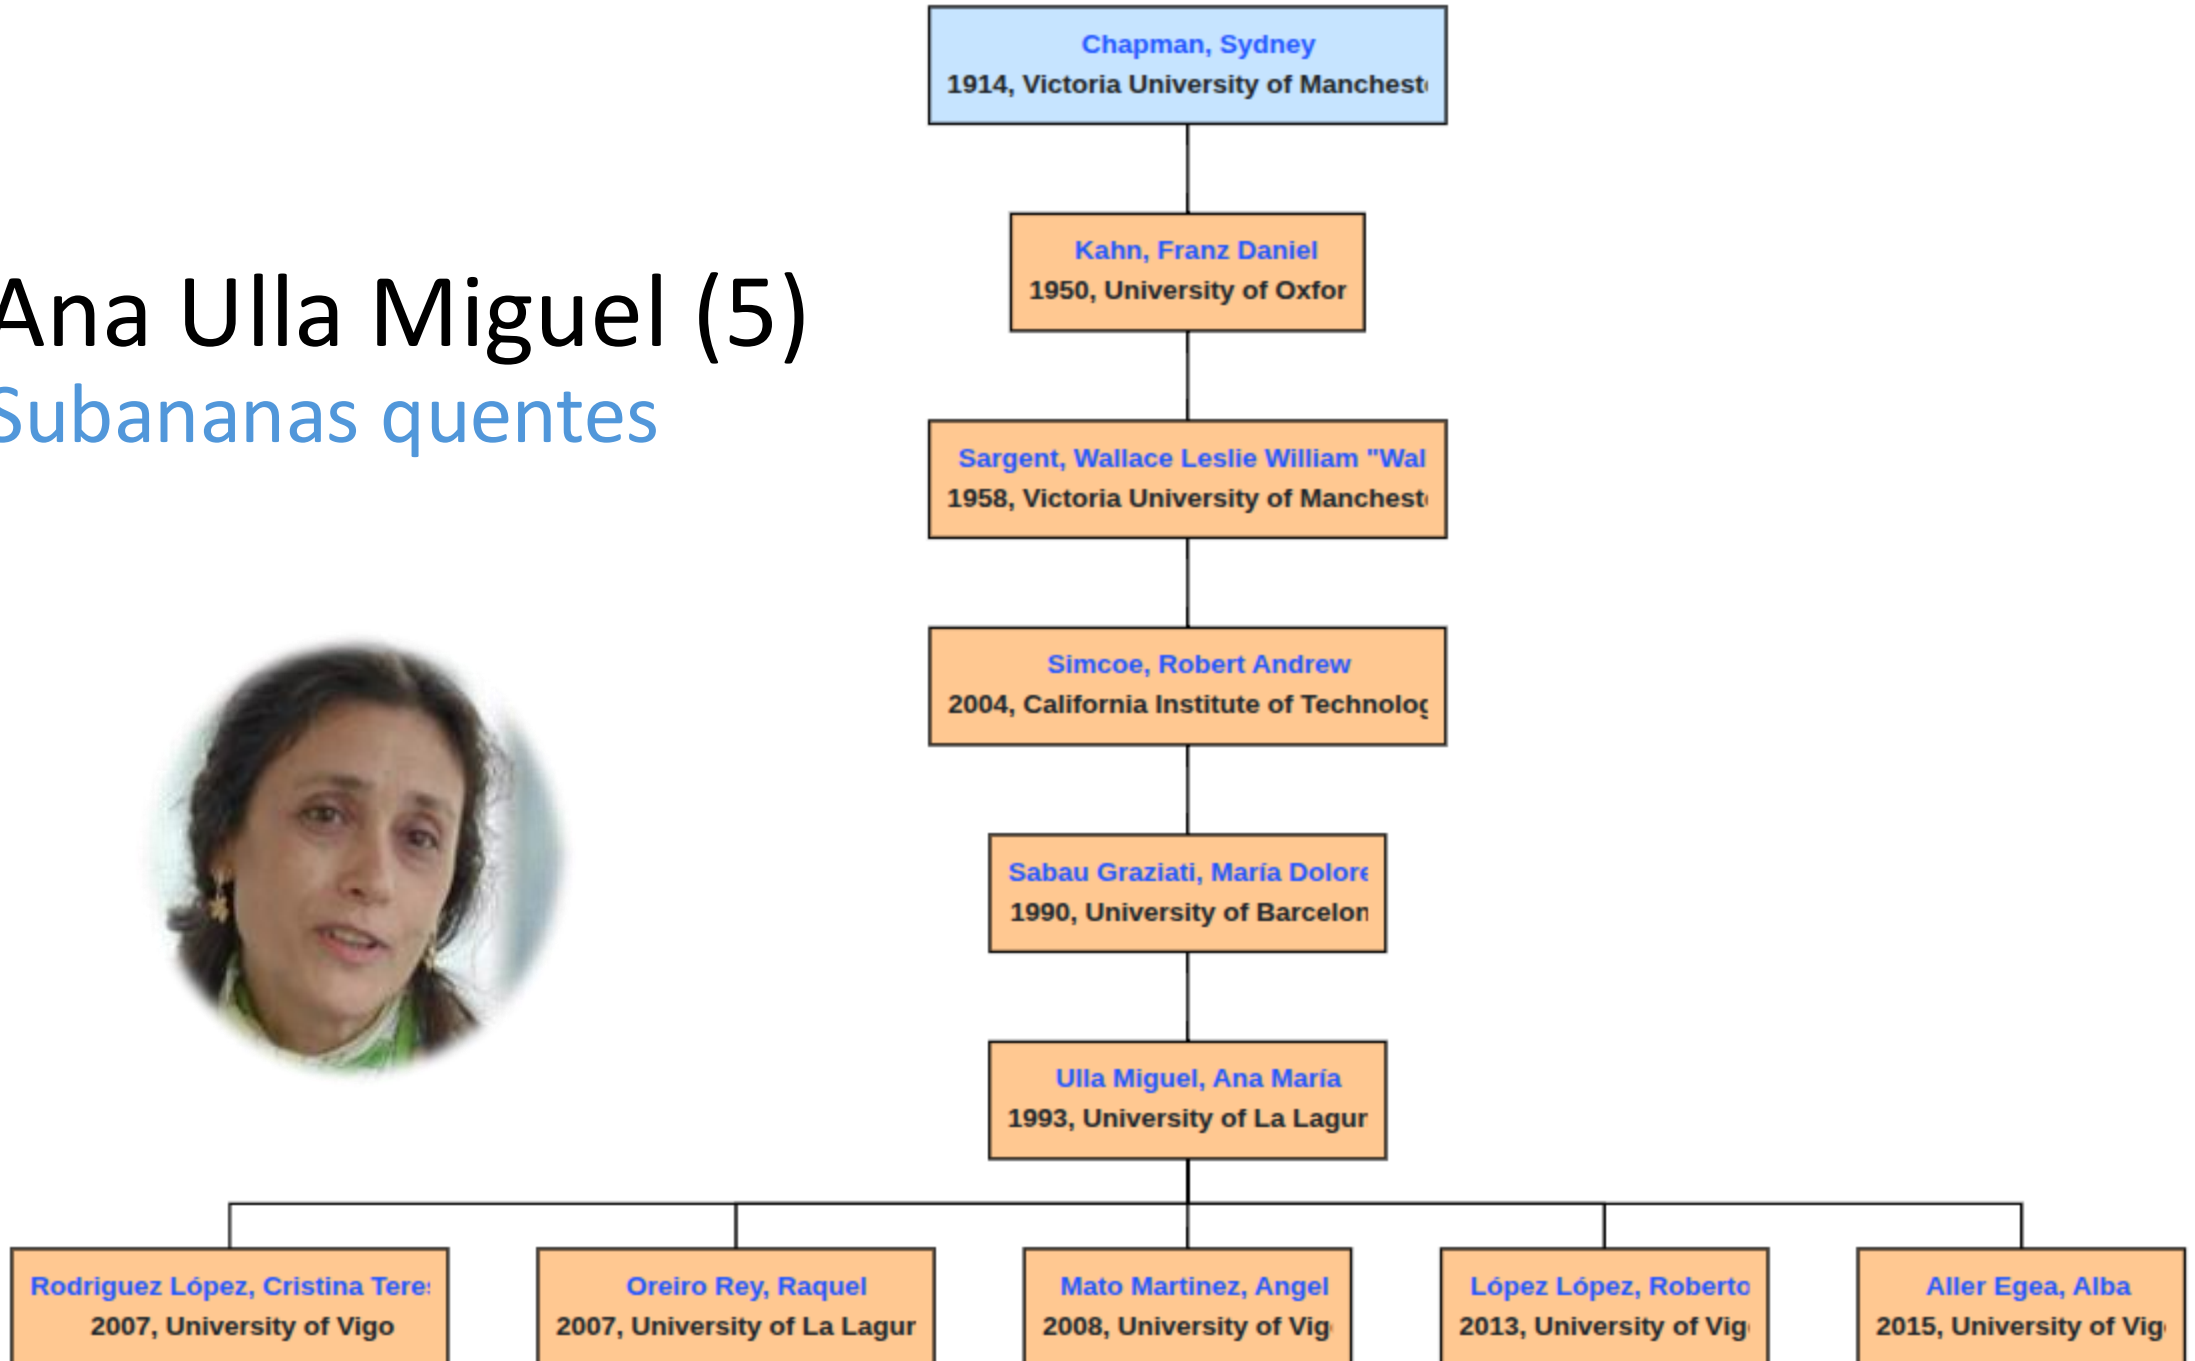 Chapman, Sydney
1914, Victoria University of Manchest
Kahn, Franz Daniel
1950, University of Oxfor
Ana Ulla Miguel (5)
Subananas quentes
Sargent, Wallace Leslie William "Wal
1958, Victoria University of Manchest
Simcoe, Robert Andrew
2004, California Institute of Technolog
Sabau Graziati, María Dolore
1990, University of Barcelon
Ulla Miguel, Ana María
1993, University of La Lagun
Rodriguez López, Cristina Teres
2007, University of Vigo
Oreiro Rey, Raquel
2007, University of La Lagun
Mato Martinez, Angel
2008, University of Vig
López López, Roberto
2013, University of Vig
Aller Egea, Alba
2015, University of Vig